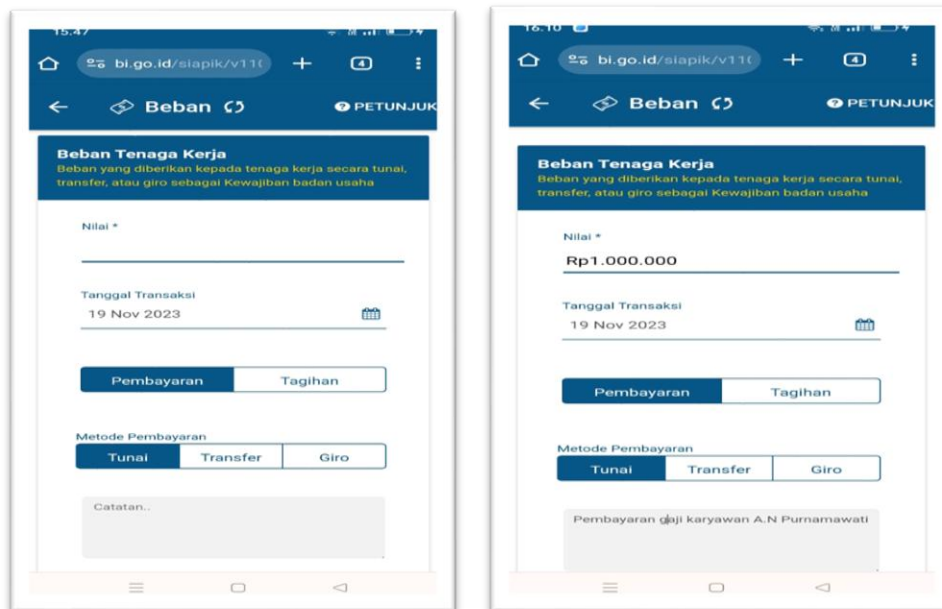 15.47
bi.go.id/siapik/v110
4
Beban
PETUNJUK
Beban Tenaga Kerja
Beban yang diberikan kepada tenaga kerja secara tunai,
transfer, atau giro sebagai Kewajiban badan usaha
Nilai *
Tanggal Transaksi
19 Nov 2023
Pembayaran Tagihan
Metode Pembayaran
Tunai Transfer Giro
Catatan..
16.10
bi.go.id/siapik/v110
4
Beban
PETUNJUK
Beban Tenaga Kerja
Beban yang diberikan kepada tenaga kerja secara tunai,
transfer, atau giro sebagai Kewajiban badan usaha
Nilai *
Rp1.000.000
Tanggal Transaksi
19 Nov 2023
Pembayaran Tagihan
Metode Pembayaran
Tunai Transfer Giro
Pembayaran gaji karyawan A.N Purnamawati